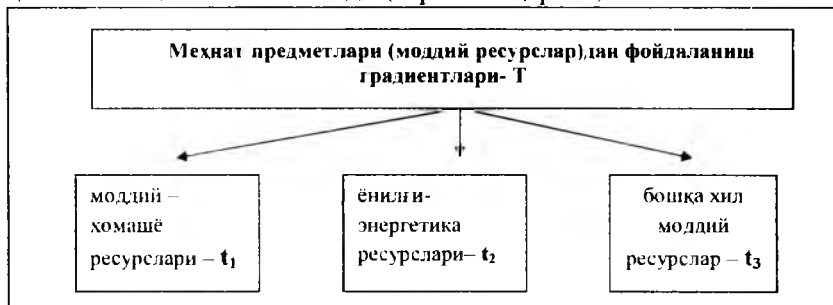 Меҳнат предметлари (моддий ресурслар)дан фойдаланиш
градиентлари- Т
моддий –
хомашё
ресурслари – t₁
ёнилғи-
энергетика
ресурслари– t₂
бошқа хил
моддий
ресурслар – t₃